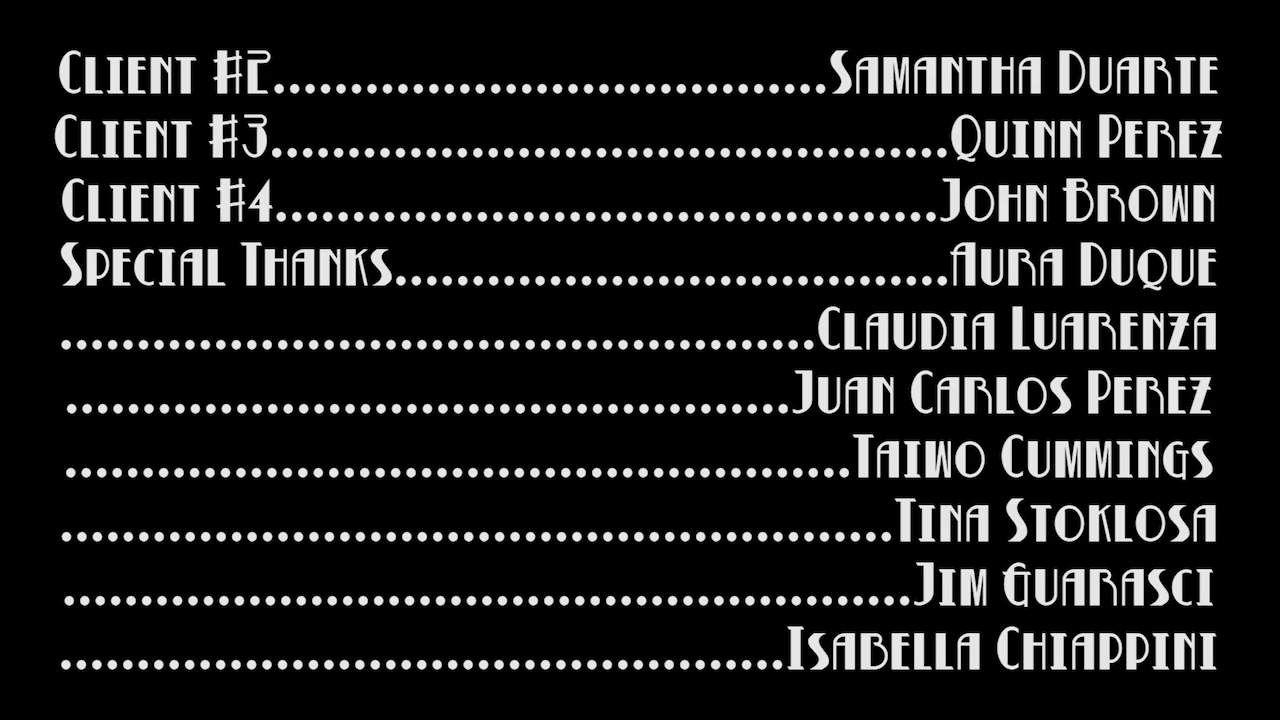 Client #2...................................Samantha Duarte
Client #3...........................................Quinn Perez
Client #4..........................................John Brown
Special Thanks...................................Aura Duque
................................................Claudia Luarenza
..............................................Juan Carlos Perez
..................................................Taiwo Cummings
.....................................................Tina Stoklosa
......................................................Jim Guarasci
..............................................Isabella Chiappini